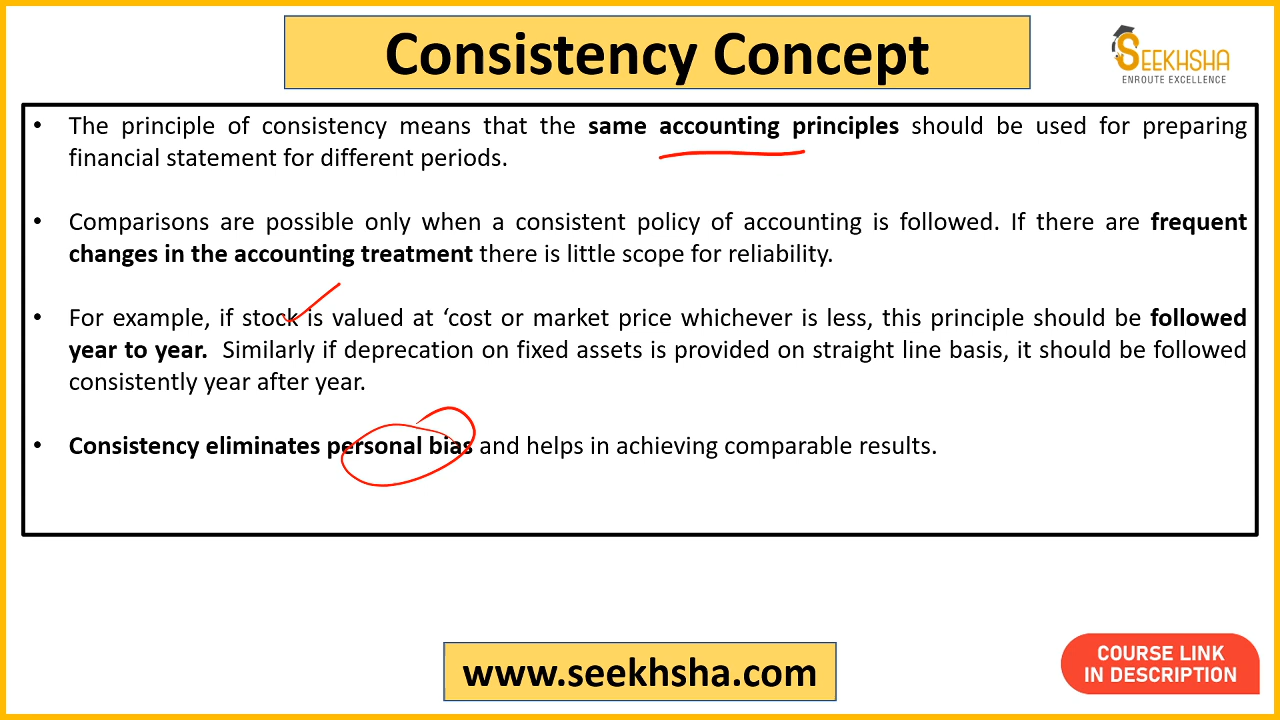 Consistency Concept
SEEKHSHA
ENROUTE EXCELLENCE
• The principle of consistency means that the same accounting principles should be used for preparing
financial statement for different periods.
• Comparisons are possible only when a consistent policy of accounting is followed. If there are frequent
changes in the accounting treatment there is little scope for reliability.
• For example, if stock is valued at ‘cost or market price whichever is less, this principle should be followed
year to year. Similarly if deprecation on fixed assets is provided on straight line basis, it should be followed
consistently year after year.
• Consistency eliminates personal bias and helps in achieving comparable results.
www.seekhsha.com
COURSE LINK
IN DESCRIPTION